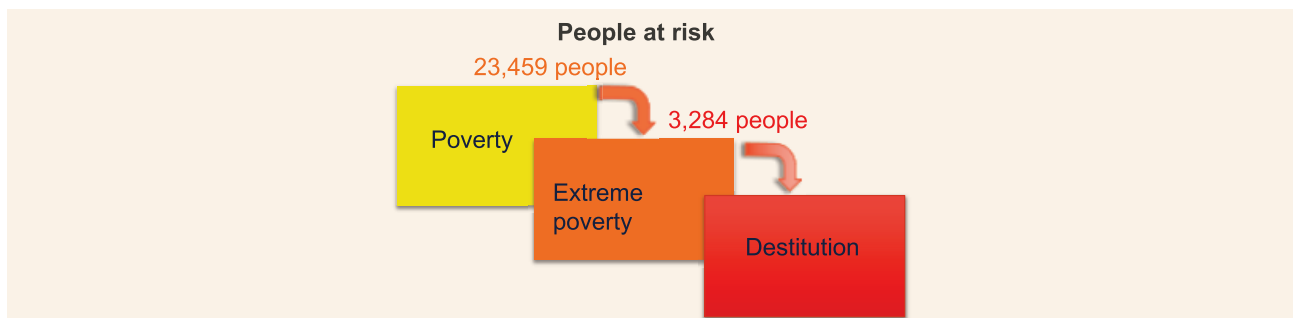 People at risk
23,459 people
3,284 people
Poverty
Extreme
poverty
Destitution